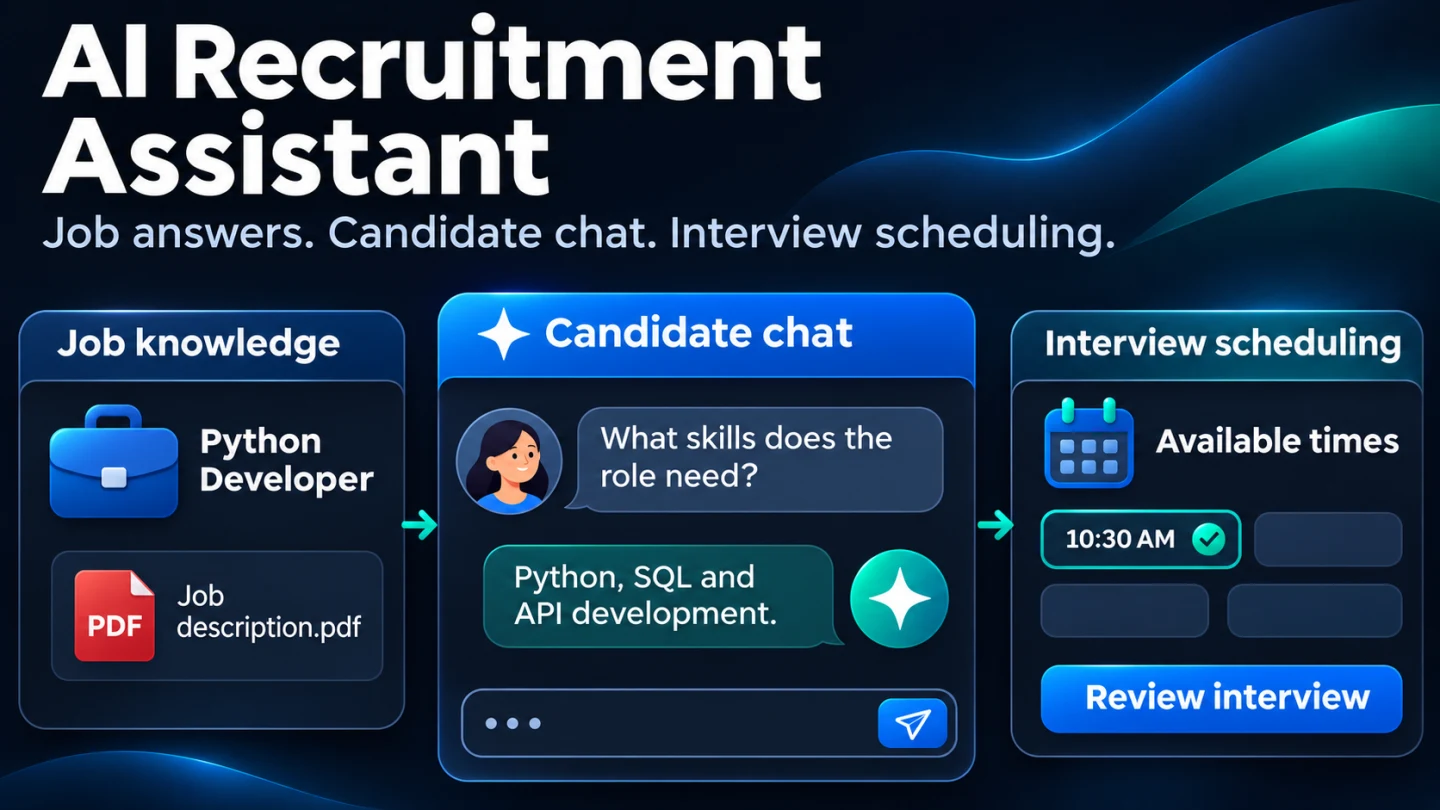 AI Recruitment
Assistant
Job answers. Candidate chat. Interview scheduling.
Job knowledge
Python
Developer
PDF
Job
description.pdf
Candidate chat
What skills does the
role need?
Python, SQL and
API development.
Interview scheduling
Available times
10:30 AM
Review interview